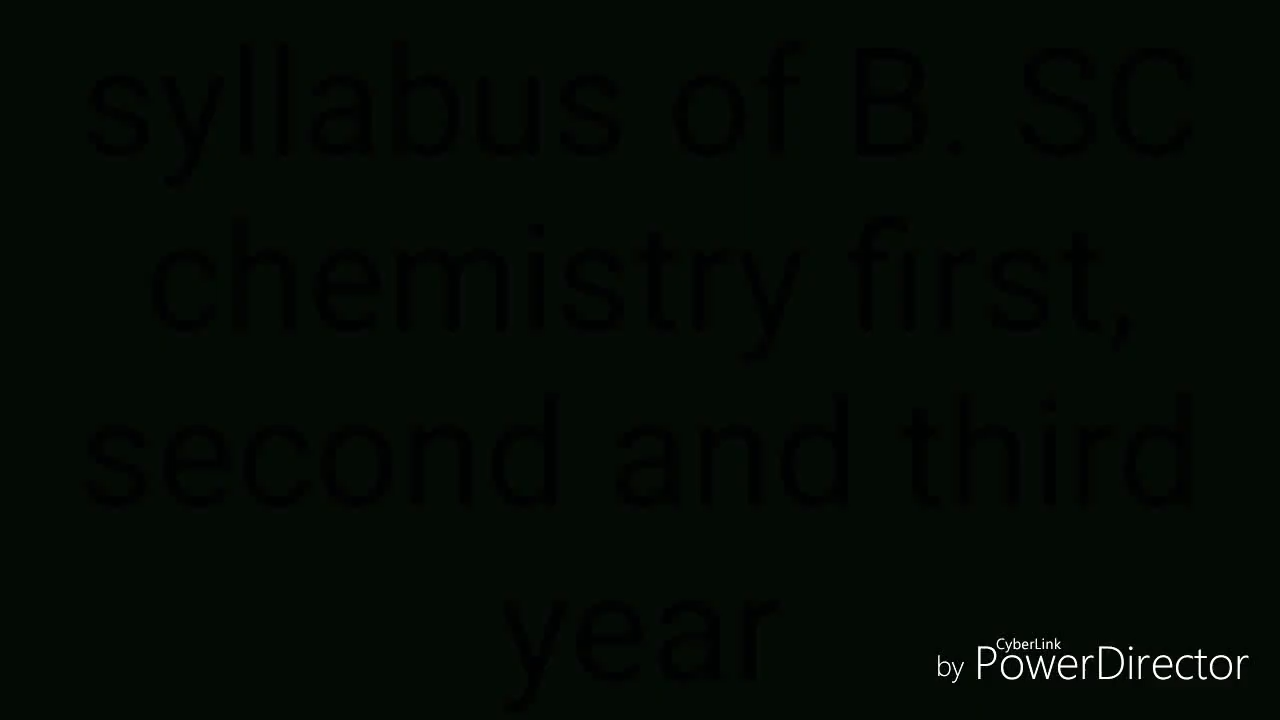 syllabus of B. SC
chemistry first,
second and third
year
CyberLink
by PowerDirector